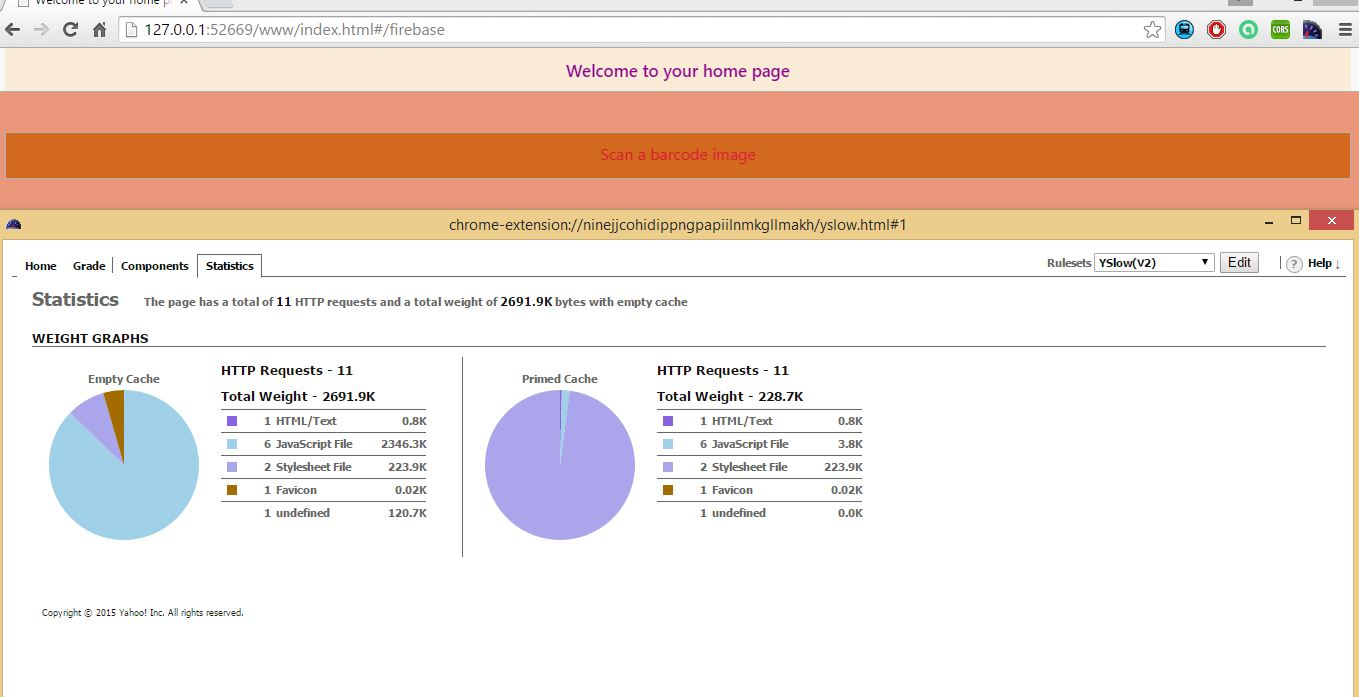 Welcome to your home p
127.0.0.1:52669/www/index.html#/firebase
CORS
Welcome to your home page
Scan a barcode image
chrome-extension://ninejjcohidippngpapiilnmkgllmakh/yslow.html#1
Home Grade Components Statistics Rulesets YSlow(V2) Edit ? Help ↓
Statistics The page has a total of 11 HTTP requests and a total weight of 2691.9K bytes with empty cache
WEIGHT GRAPHS
Empty Cache
HTTP Requests - 11
Total Weight - 2691.9K
1 HTML/Text 0.8K
6 JavaScript File 2346.3K
2 Stylesheet File 223.9K
1 Favicon 0.02K
1 undefined 120.7K
Primed Cache
HTTP Requests - 11
Total Weight - 228.7K
1 HTML/Text 0.8K
6 JavaScript File 3.8K
2 Stylesheet File 223.9K
1 Favicon 0.02K
1 undefined 0.0K
Copyright © 2015 Yahoo! Inc. All rights reserved.